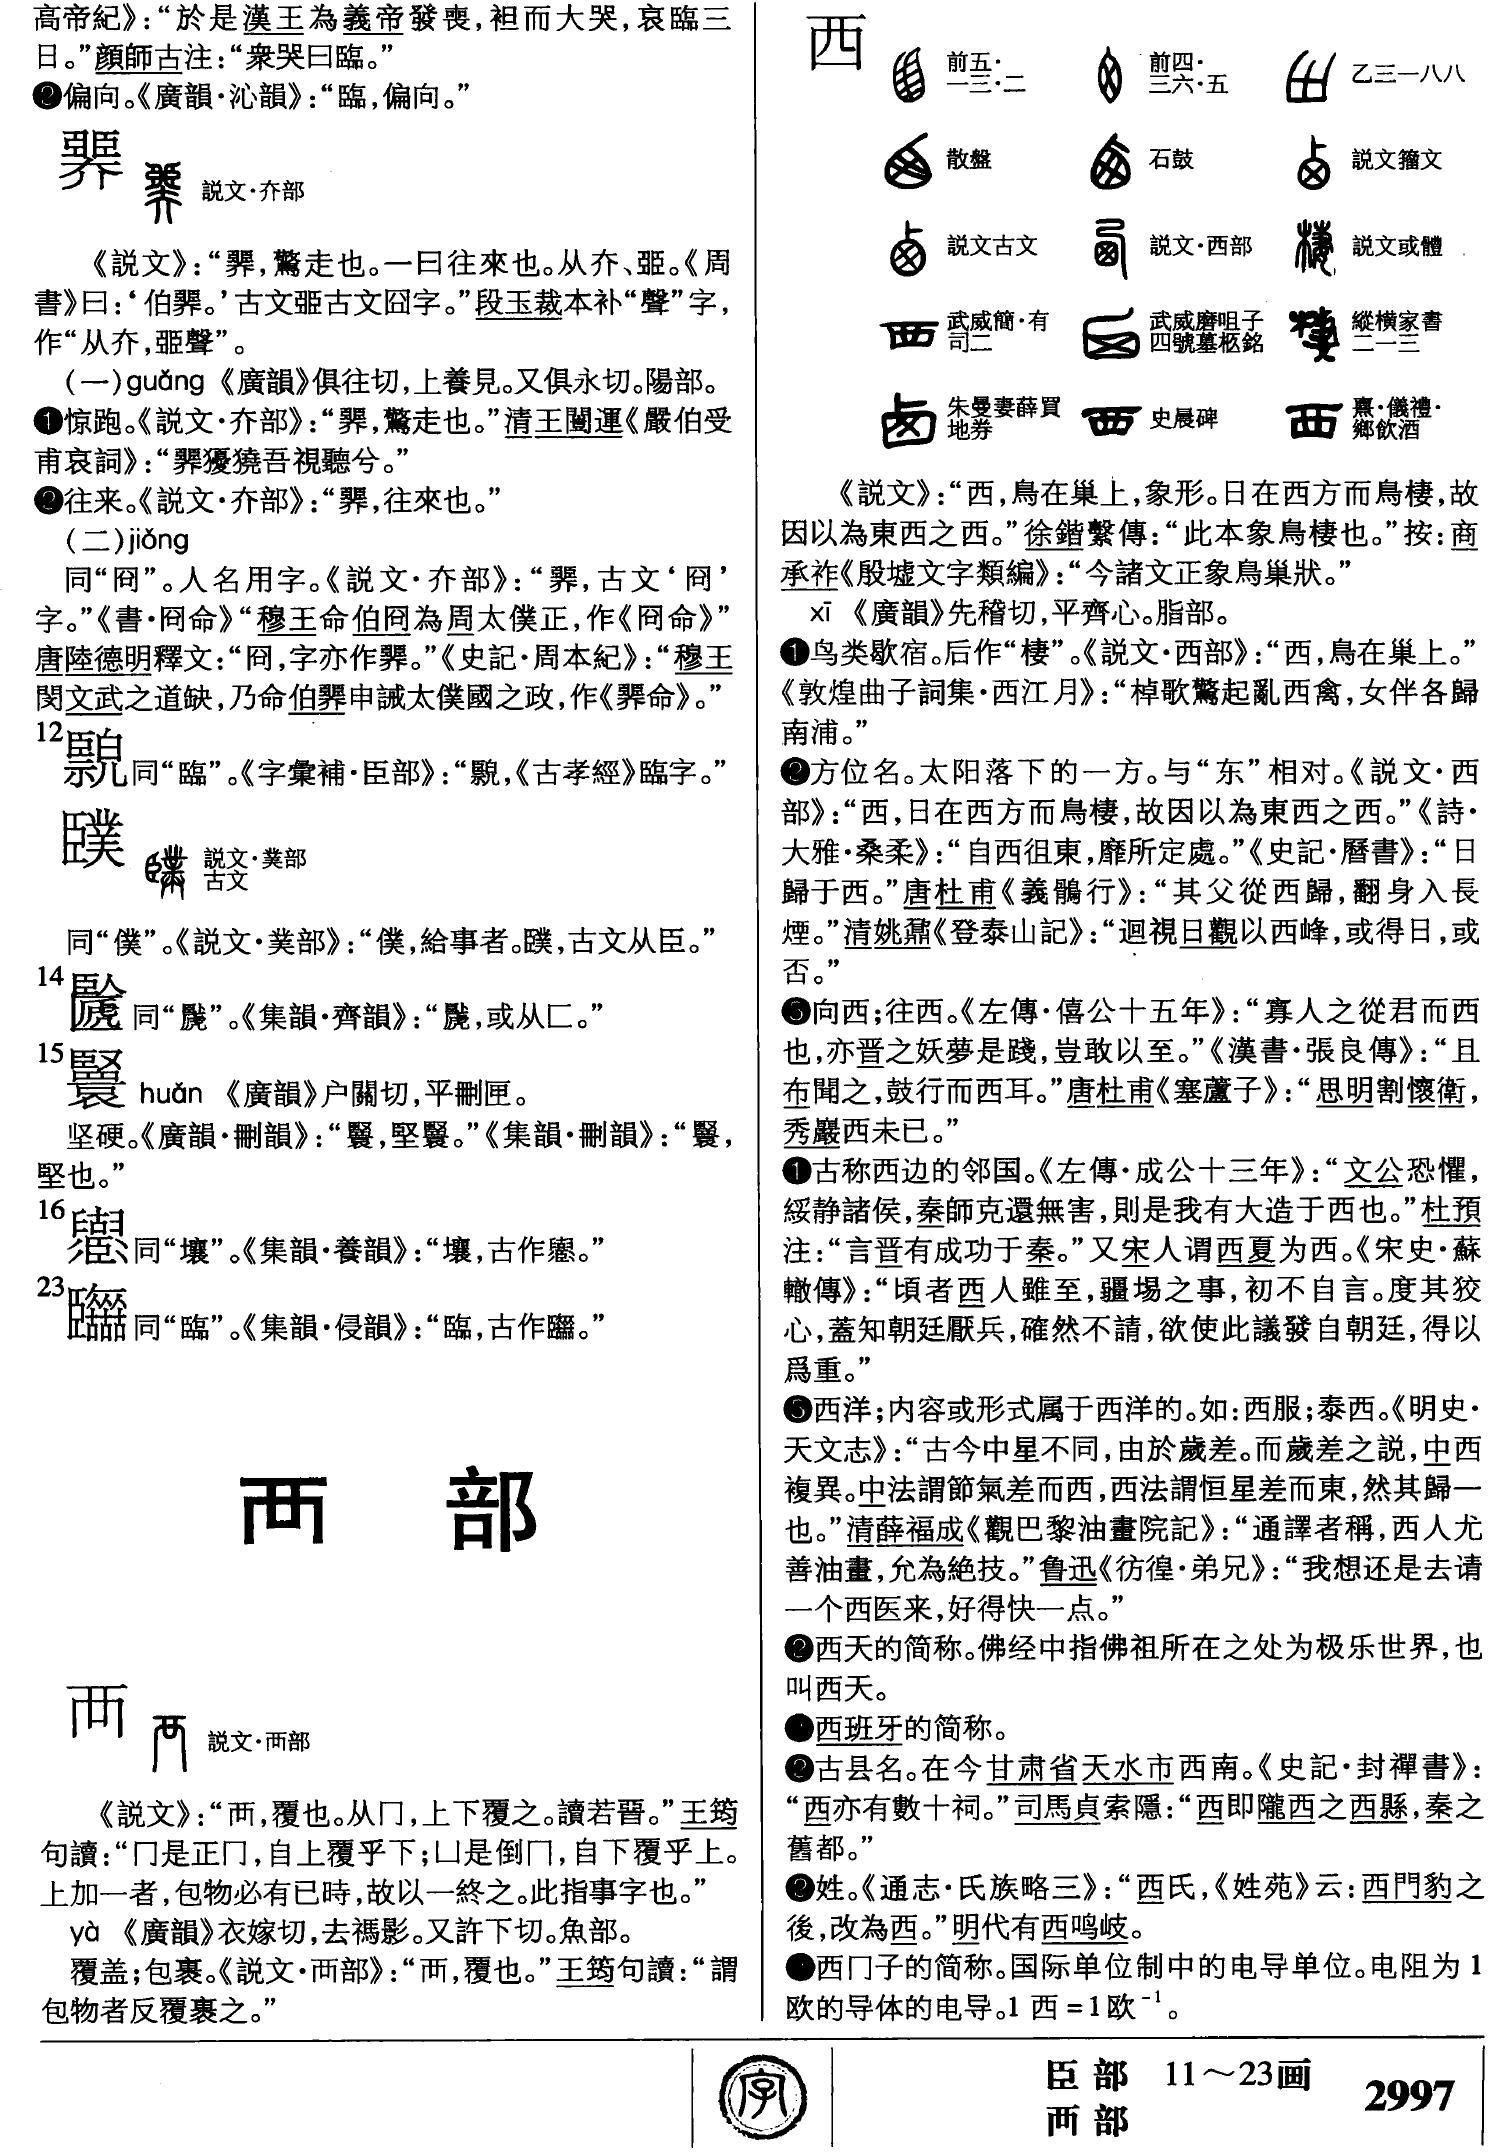 高帝紀》：“於是漢王為義帝發喪，袒而大哭，哀臨三
日。”顔師古注：“衆哭曰臨。”
❷偏向。《廣韻·沁韻》：“臨，偏向。”
𦤎
説文·夰部
《説文》：“𦤎，驚走也。一曰往來也。从夰、𦣦。《周
書》曰：‘伯𦤎。’古文𦣦古文囧字。”段玉裁本补“聲”字，
作“从夰，𦣦聲”。
(一)guǎng 《廣韻》俱往切，上養見。又俱永切。陽部。
❶惊跑。《説文·夰部》：“𦤎，驚走也。”清王闓運《嚴伯受
甫哀詞》：“𦤎獿獟吾視聽兮。”
❷往来。《説文·夰部》：“𦤎，往來也。”
(二)jiǒng
同“冏”。人名用字。《説文·夰部》：“𦤎，古文‘冏’
字。”《書·冏命》“穆王命伯冏為周太僕正，作《冏命》”
唐陸德明釋文：“冏，字亦作𦤎。”《史記·周本紀》：“穆王
閔文武之道缺，乃命伯𦤎申誡太僕國之政，作《𦤎命》。”
12
同“臨”。《字彙補·臣部》：“，《古孝經》臨字。”
𦣵
説文·菐部
古文
同“僕”。《説文·菐部》：“僕，給事者。𦣵，古文从臣。”
14
同“”。《集韻·齊韻》：“，或从匚。”
15
huǎn 《廣韻》户關切，平刪匣。
坚硬。《廣韻·刪韻》：“，堅。”《集韻·刪韻》：“，
堅也。”
16
同“壤”。《集韻·養韻》：“壤，古作。”
23
同“臨”。《集韻·侵韻》：“臨，古作。”
襾 部
襾
説文·襾部
《説文》：“襾，覆也。从冂，上下覆之。讀若晋。”王筠
句讀：“冂是正冂，自上覆乎下；凵是倒冂，自下覆乎上。
上加一者，包物必有已時，故以一終之。此指事字也。”
yà 《廣韻》衣嫁切，去禡影。又許下切。魚部。
覆盖；包裹。《説文·襾部》：“襾，覆也。”王筠句讀：“謂
包物者反覆裹之。”
西
前五·
一三·二
前四·
三六·五
乙三一八八
散盤
石鼓
説文籀文
説文古文
説文·西部
説文或體
武威簡·有
司二
武威磨咀子
四號墓柩銘
縱横家書
二一三
朱曼妻薛買
地券
史晨碑
熹·儀禮·
鄉飲酒
《説文》：“西，鳥在巢上，象形。日在西方而鳥棲，故
因以為東西之西。”徐鍇繫傳：“此本象鳥棲也。”按：商
承祚《殷墟文字類編》：“今諸文正象鳥巢狀。”
xī 《廣韻》先稽切，平齊心。脂部。
❶鸟类歇宿。后作“棲”。《説文·西部》：“西，鳥在巢上。”
《敦煌曲子詞集·西江月》：“棹歌驚起亂西禽，女伴各歸
南浦。”
❷方位名。太阳落下的一方。与“东”相对。《説文·西
部》：“西，日在西方而鳥棲，故因以為東西之西。”《詩·
大雅·桑柔》：“自西徂東，靡所定處。”《史記·曆書》：“日
歸于西。”唐杜甫《義鶻行》：“其父從西歸，翻身入長
煙。”清姚鼐《登泰山記》：“迴視日觀以西峰，或得日，或
否。”
❸向西；往西。《左傳·僖公十五年》：“寡人之從君而西
也，亦晋之妖夢是踐，豈敢以至。”《漢書·張良傳》：“且
布聞之，鼓行而西耳。”唐杜甫《塞蘆子》：“思明割懷衛，
秀巖西未已。”
❶古称西边的邻国。《左傳·成公十三年》：“文公恐懼，
綏静諸侯，秦師克還無害，則是我有大造于西也。”杜預
注：“言晋有成功于秦。”又宋人谓西夏为西。《宋史·蘇
轍傳》：“頃者西人雖至，疆埸之事，初不自言。度其狡
心，蓋知朝廷厭兵，確然不請，欲使此議發自朝廷，得以
爲重。”
❺西洋；内容或形式属于西洋的。如：西服；泰西。《明史·
天文志》：“古今中星不同，由於歲差。而歲差之説，中西
複異。中法謂節氣差而西，西法謂恒星差而東，然其歸一
也。”清薛福成《觀巴黎油畫院記》：“通譯者稱，西人尤
善油畫，允為絶技。”鲁迅《彷徨·弟兄》：“我想还是去请
一个西医来，好得快一点。”
❷西天的简称。佛经中指佛祖所在之处为极乐世界，也
叫西天。
●西班牙的简称。
❷古县名。在今甘肃省天水市西南。《史記·封禪書》：
“西亦有數十祠。”司馬貞索隱：“西即隴西之西縣，秦之
舊都。”
❷姓。《通志·氏族略三》：“西氏，《姓苑》云：西門豹之
後，改為西。”明代有西鸣岐。
●西门子的简称。国际单位制中的电导单位。电阻为1
欧的导体的电导。1西=1欧⁻¹。
字
臣部 11～23画
襾部
2997